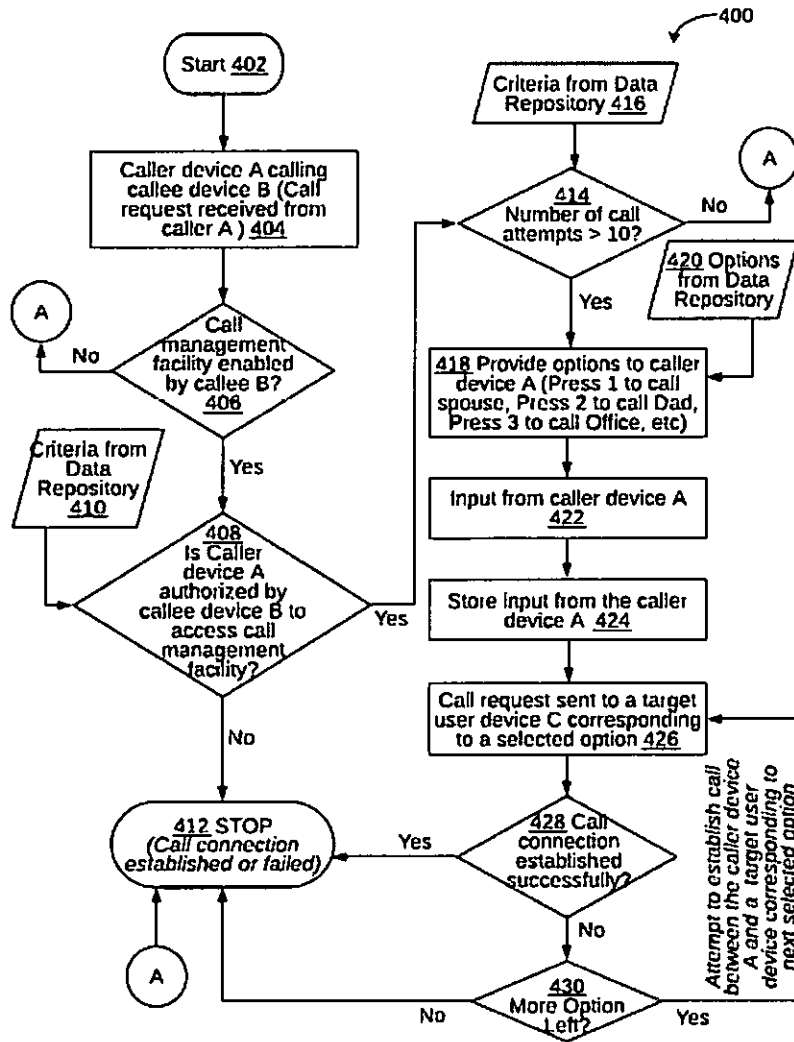 400
Start 402
Caller device A calling
callee device B (Call
request received from
caller A ) 404
A
No
Call
management
facility enabled
by callee B?
406
Yes
Criteria from
Data
Repository
410
408
Is Caller
device A
authorized by
callee device B to
access call
management
facility?
Yes
No
412 STOP
(Call connection
established or failed)
A
Criteria from Data
Repository 416
A
414
Number of call
attempts > 10?
No
Yes
420 Options
from Data
Repository
418 Provide options to caller
device A (Press 1 to call
spouse, Press 2 to call Dad,
Press 3 to call Office, etc)
Input from caller device A
422
Store Input from the caller
device A 424
Call request sent to a target
user device C corresponding
to a selected option 426
428 Call
connection
established
successfully?
Yes
No
430
More Option
Left?
No
Yes
Attempt to establish call
between the caller device
A and a target user
device corresponding to
next selected option